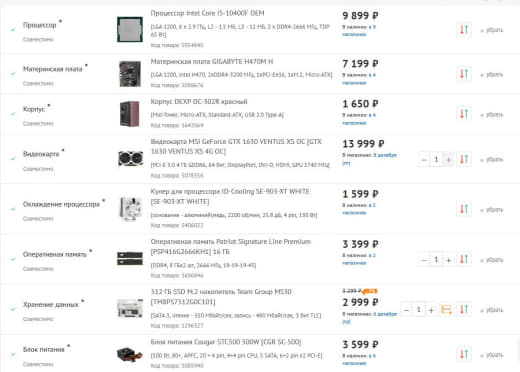 Процессор *
Совместимо
Процессор Intel Core i5-10400F OEM
[LGA 1200, 6 x 2.9 ГГц, L2 - 1.5 МБ, L3 - 12 МБ, 2 x DDR4-2666 МГц, TDP 65 Вт]
Код товара: 5054840
9 899 ₽
В наличии: в 9 магазинах
убрать
Материнская плата *
Совместимо
Материнская плата GIGABYTE H470M H
[LGA 1200, Intel H470, 2xDDR4-3200 МГц, 1xPCI-Ex16, 1xM.2, Micro-ATX]
Код товара: 5098676
7 199 ₽
В наличии: в 4 магазинах
убрать
Корпус *
Совместимо
Корпус DEXP DC-302R красный
[Mid-Tower, Micro-ATX, Standard-ATX, USB 2.0 Type-A]
Код товара: 1642064
1 650 ₽
В наличии: в 4 магазинах
убрать
Видеокарта *
Совместимо
Видеокарта MSI GeForce GTX 1630 VENTUS XS OC [GTX 1630 VENTUS XS 4G OC]
[PCI-E 3.0 4 ГБ GDDR6, 64 бит, DisplayPort, DVI-D, HDMI, GPU 1740 МГц]
Код товара: 5078356
13 999 ₽
В магазинах: 8 декабря (пт)
− 1 +
убрать
Охлаждение процессора *
Совместимо
Кулер для процессора ID-Cooling SE-903-XT WHITE [SE-903-XT WHITE]
[основание - алюминий/медь, 2200 об/мин, 25.8 дБ, 4 pin, 130 Вт]
Код товара: 5406022
1 599 ₽
В наличии: в 2 магазинах
убрать
Оперативная память *
Совместимо
Оперативная память Patriot Signature Line Premium [PSP416G2666KH1] 16 ГБ
[DDR4, 8 ГБx2 шт, 2666 МГц, 19-19-19-43]
Код товара: 1686946
3 399 ₽
В наличии: в 2 магазинах
− 1 +
убрать
Хранение данных *
Совместимо
512 ГБ SSD M.2 накопитель Team Group MS30 [TM8PS7512G0C101]
[SATA 3, чтение - 550 Мбайт/сек, запись - 480 Мбайт/сек, 3 бит TLC]
Код товара: 1296327
3 299 ₽
2 999 ₽
− 1 +
убрать
Блок питания *
Совместимо
Блок питания Cougar STC500 500W [CGR SC-500]
[500 Вт, 80+, APFC, 20 + 4 pin, 4+4 pin CPU, 5 SATA, 6+2 pin x2 PCI-E]
Код товара: 5085940
3 599 ₽
В наличии: в 6 магазинах
убрать